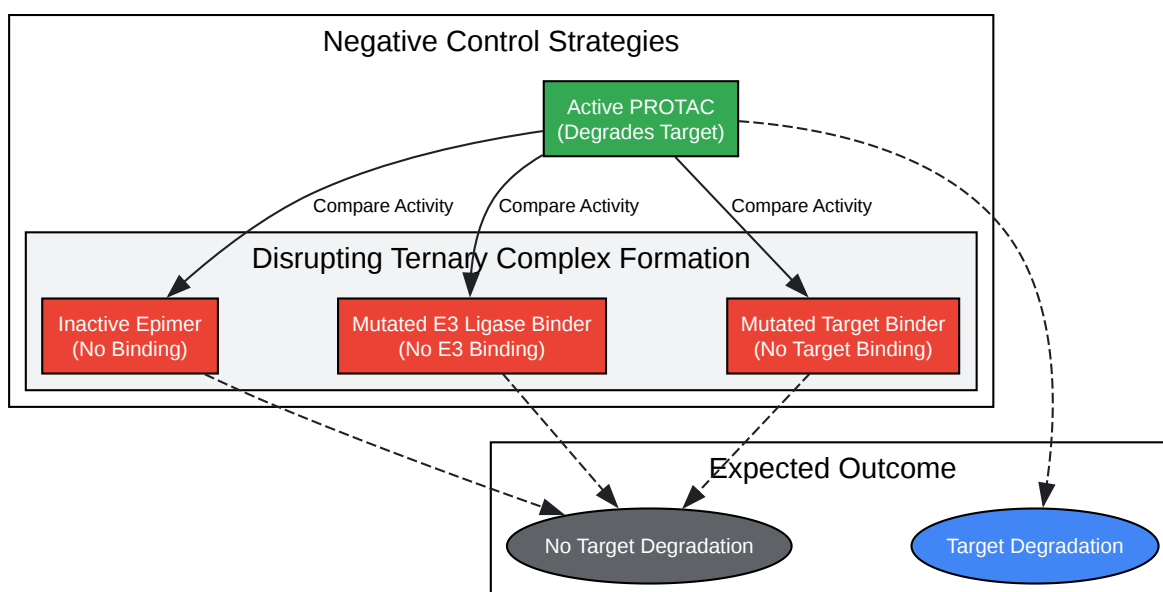 Negative Control Strategies
Active PROTAC
(Degrades Target)
Compare Activity
Compare Activity
Compare Activity
Disrupting Ternary Complex Formation
Inactive Epimer
(No Binding)
Mutated E3 Ligase Binder
(No E3 Binding)
Mutated Target Binder
(No Target Binding)
Expected Outcome
No Target Degradation
Target Degradation